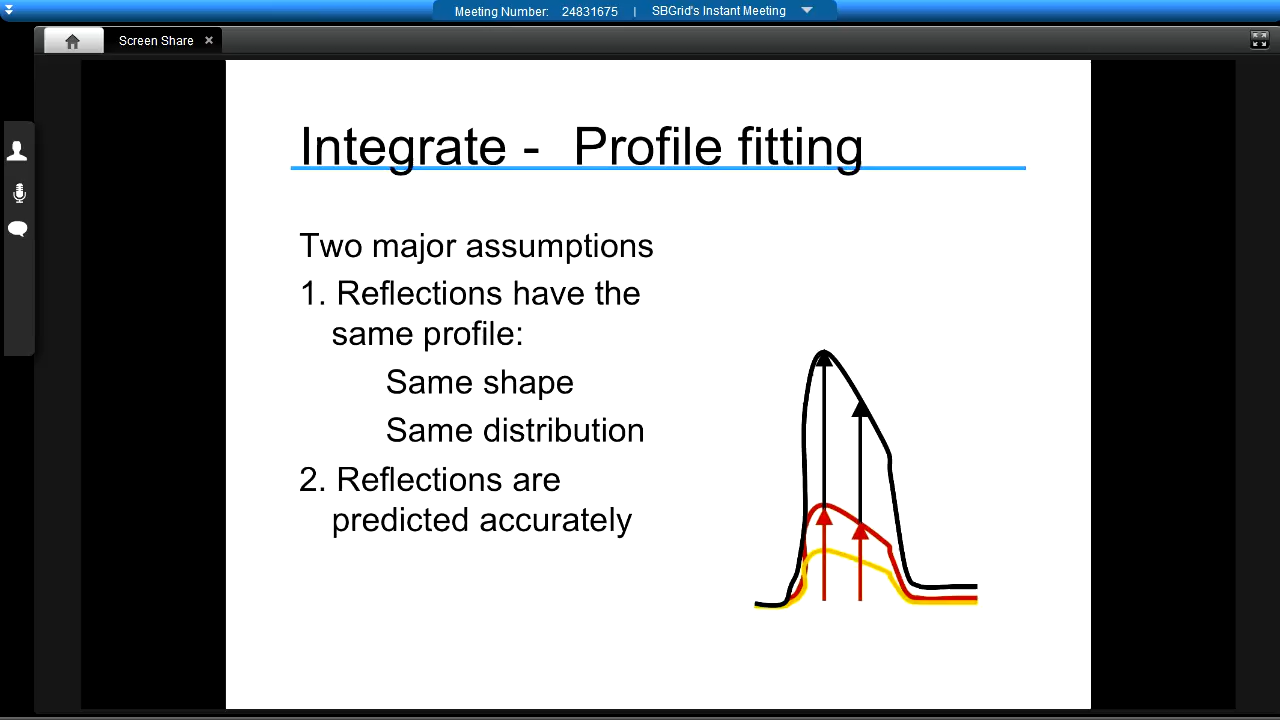 Meeting Number: 24831675 | SBGrid's Instant Meeting
Screen Share ×
Integrate - Profile fitting
Two major assumptions
1. Reflections have the
same profile:
Same shape
Same distribution
2. Reflections are
predicted accurately